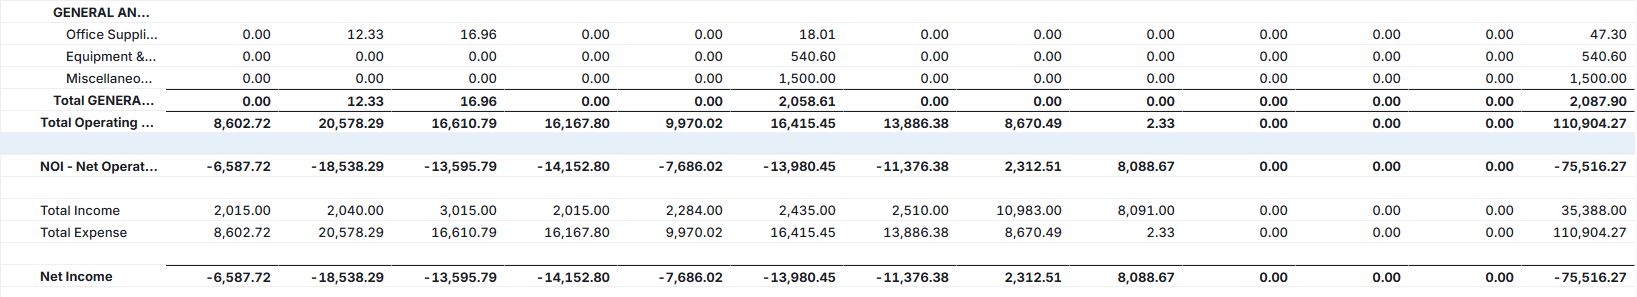 GENERAL AN...
Office Suppli... 0.00 12.33 16.96 0.00 0.00 18.01 0.00 0.00 0.00 0.00 0.00 0.00 47.30
Equipment &... 0.00 0.00 0.00 0.00 0.00 540.60 0.00 0.00 0.00 0.00 0.00 0.00 540.60
Miscellaneo... 0.00 0.00 0.00 0.00 0.00 1,500.00 0.00 0.00 0.00 0.00 0.00 0.00 1,500.00
Total GENERA... 0.00 12.33 16.96 0.00 0.00 2,058.61 0.00 0.00 0.00 0.00 0.00 0.00 2,087.90
Total Operating ... 8,602.72 20,578.29 16,610.79 16,167.80 9,970.02 16,415.45 13,886.38 8,670.49 2.33 0.00 0.00 0.00 110,904.27
NOI - Net Operat... -6,587.72 -18,538.29 -13,595.79 -14,152.80 -7,686.02 -13,980.45 -11,376.38 2,312.51 8,088.67 0.00 0.00 0.00 -75,516.27
Total Income 2,015.00 2,040.00 3,015.00 2,015.00 2,284.00 2,435.00 2,510.00 10,983.00 8,091.00 0.00 0.00 0.00 35,388.00
Total Expense 8,602.72 20,578.29 16,610.79 16,167.80 9,970.02 16,415.45 13,886.38 8,670.49 2.33 0.00 0.00 0.00 110,904.27
Net Income -6,587.72 -18,538.29 -13,595.79 -14,152.80 -7,686.02 -13,980.45 -11,376.38 2,312.51 8,088.67 0.00 0.00 0.00 -75,516.27